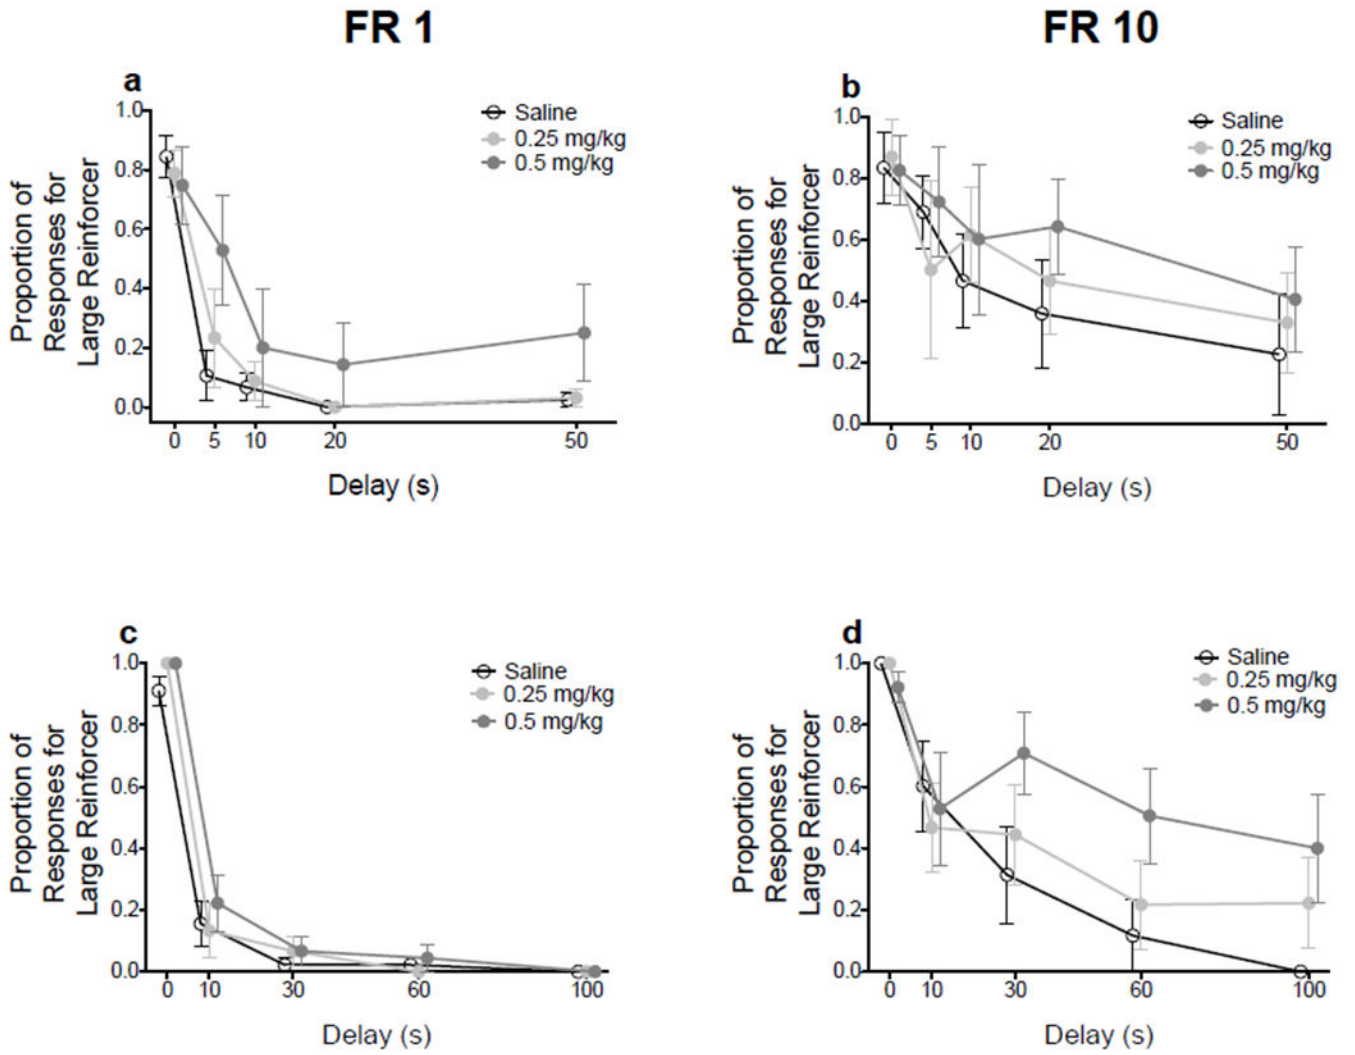 FR 1
FR 10
a
Proportion of
Responses for
Large Reinforcer
1.0
0.8
0.6
0.4
0.2
0.0
Saline
0.25 mg/kg
0.5 mg/kg
0 5 10 20 50
Delay (s)
b
Proportion of
Responses for
Large Reinforcer
1.0
0.8
0.6
0.4
0.2
0.0
Saline
0.25 mg/kg
0.5 mg/kg
0 5 10 20 50
Delay (s)
c
Proportion of
Responses for
Large Reinforcer
1.0
0.8
0.6
0.4
0.2
0.0
Saline
0.25 mg/kg
0.5 mg/kg
0 10 30 60 100
Delay (s)
d
Proportion of
Responses for
Large Reinforcer
1.0
0.8
0.6
0.4
0.2
0.0
Saline
0.25 mg/kg
0.5 mg/kg
0 10 30 60 100
Delay (s)